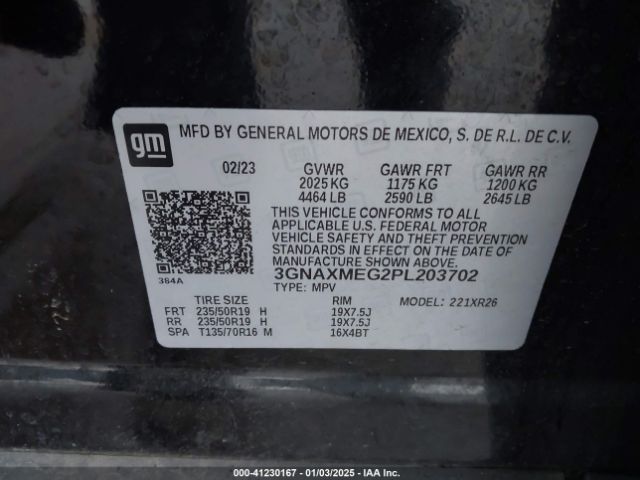 gm
MFD BY GENERAL MOTORS DE MEXICO, S. DE R.L. DE C.V.
02/23 GVWR GAWR FRT GAWR RR
2025 KG 1175 KG 1200 KG
4464 LB 2590 LB 2645 LB
THIS VEHICLE CONFORMS TO ALL
APPLICABLE U.S. FEDERAL MOTOR
VEHICLE SAFETY AND THEFT PREVENTION
STANDARDS IN EFFECT ON THE DATE OF
MANUFACTURE SHOWN ABOVE.
384A 3GNAXMEG2PL203702
TYPE: MPV
TIRE SIZE RIM MODEL: 221XR26
FRT 235/50R19 H 19X7.5J
RR 235/50R19 H 19X7.5J
SPA T135/70R16 M 16X4BT
000-41230167 - 01/03/2025 - IAA Inc.